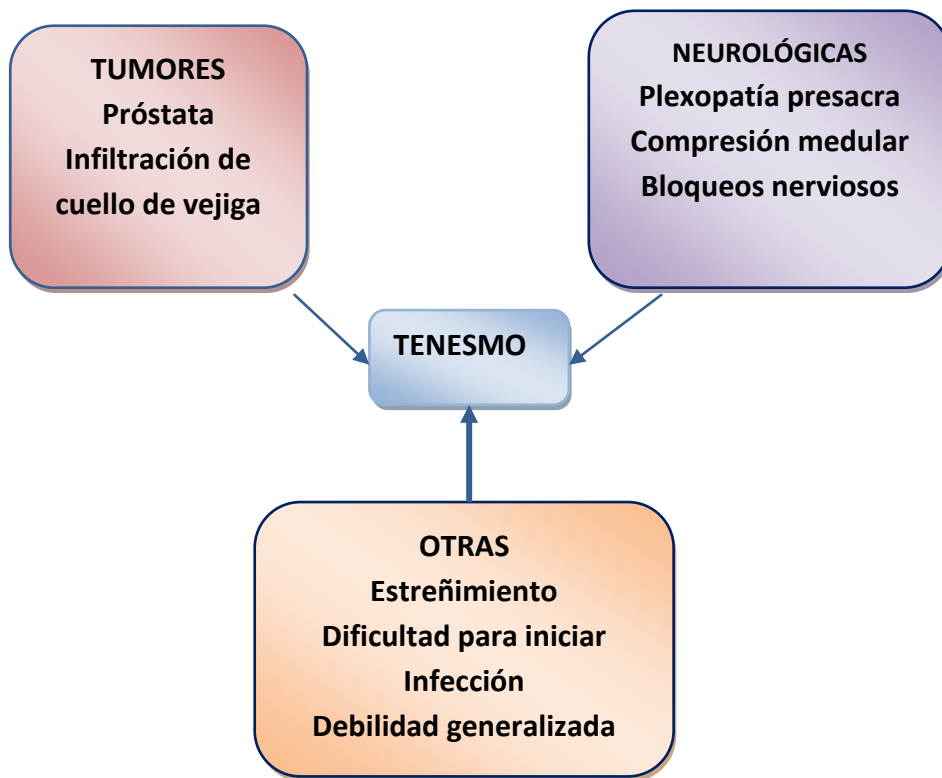 TUMORES
Próstata
Infiltración de
cuello de vejiga
NEUROLÓGICAS
Plexopatía presacra
Compresión medular
Bloqueos nerviosos
TENESMO
OTRAS
Estreñimiento
Dificultad para iniciar
Infección
Debilidad generalizada